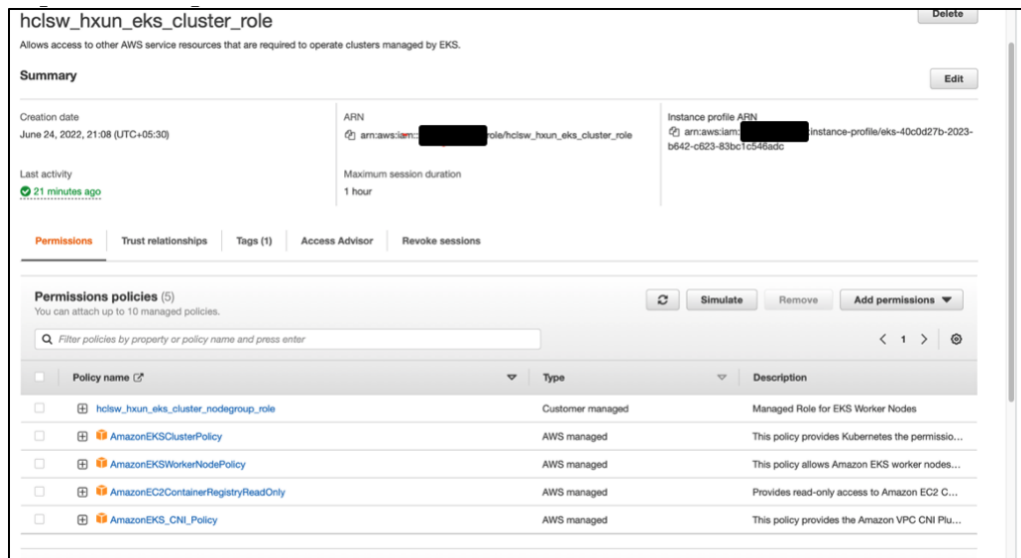 hclsw_hxun_eks_cluster_role
Delete
Allows access to other AWS service resources that are required to operate clusters managed by EKS.
Summary
Edit
Creation date
ARN
Instance profile ARN
June 24, 2022, 21:08 (UTC+05:30)
arn:aws:iam:: role/hclsw_hxun_eks_cluster_role
arn:aws:iam: :instance-profile/eks-40c0d27b-2023-
b642-c623-83bc1c546adc
Last activity
Maximum session duration
21 minutes ago
1 hour
Permissions
Trust relationships
Tags (1)
Access Advisor
Revoke sessions
Permissions policies (5)
You can attach up to 10 managed policies.
Simulate
Remove
Add permissions
Filter policies by property or policy name and press enter
1
Policy name
Type
Description
hclsw_hxun_eks_cluster_nodegroup_role
Customer managed
Managed Role for EKS Worker Nodes
AmazonEKSClusterPolicy
AWS managed
This policy provides Kubernetes the permissio...
AmazonEKSWorkerNodePolicy
AWS managed
This policy allows Amazon EKS worker nodes...
AmazonEC2ContainerRegistryReadOnly
AWS managed
Provides read-only access to Amazon EC2 C...
AmazonEKS_CNI_Policy
AWS managed
This policy provides the Amazon VPC CNI Plu...